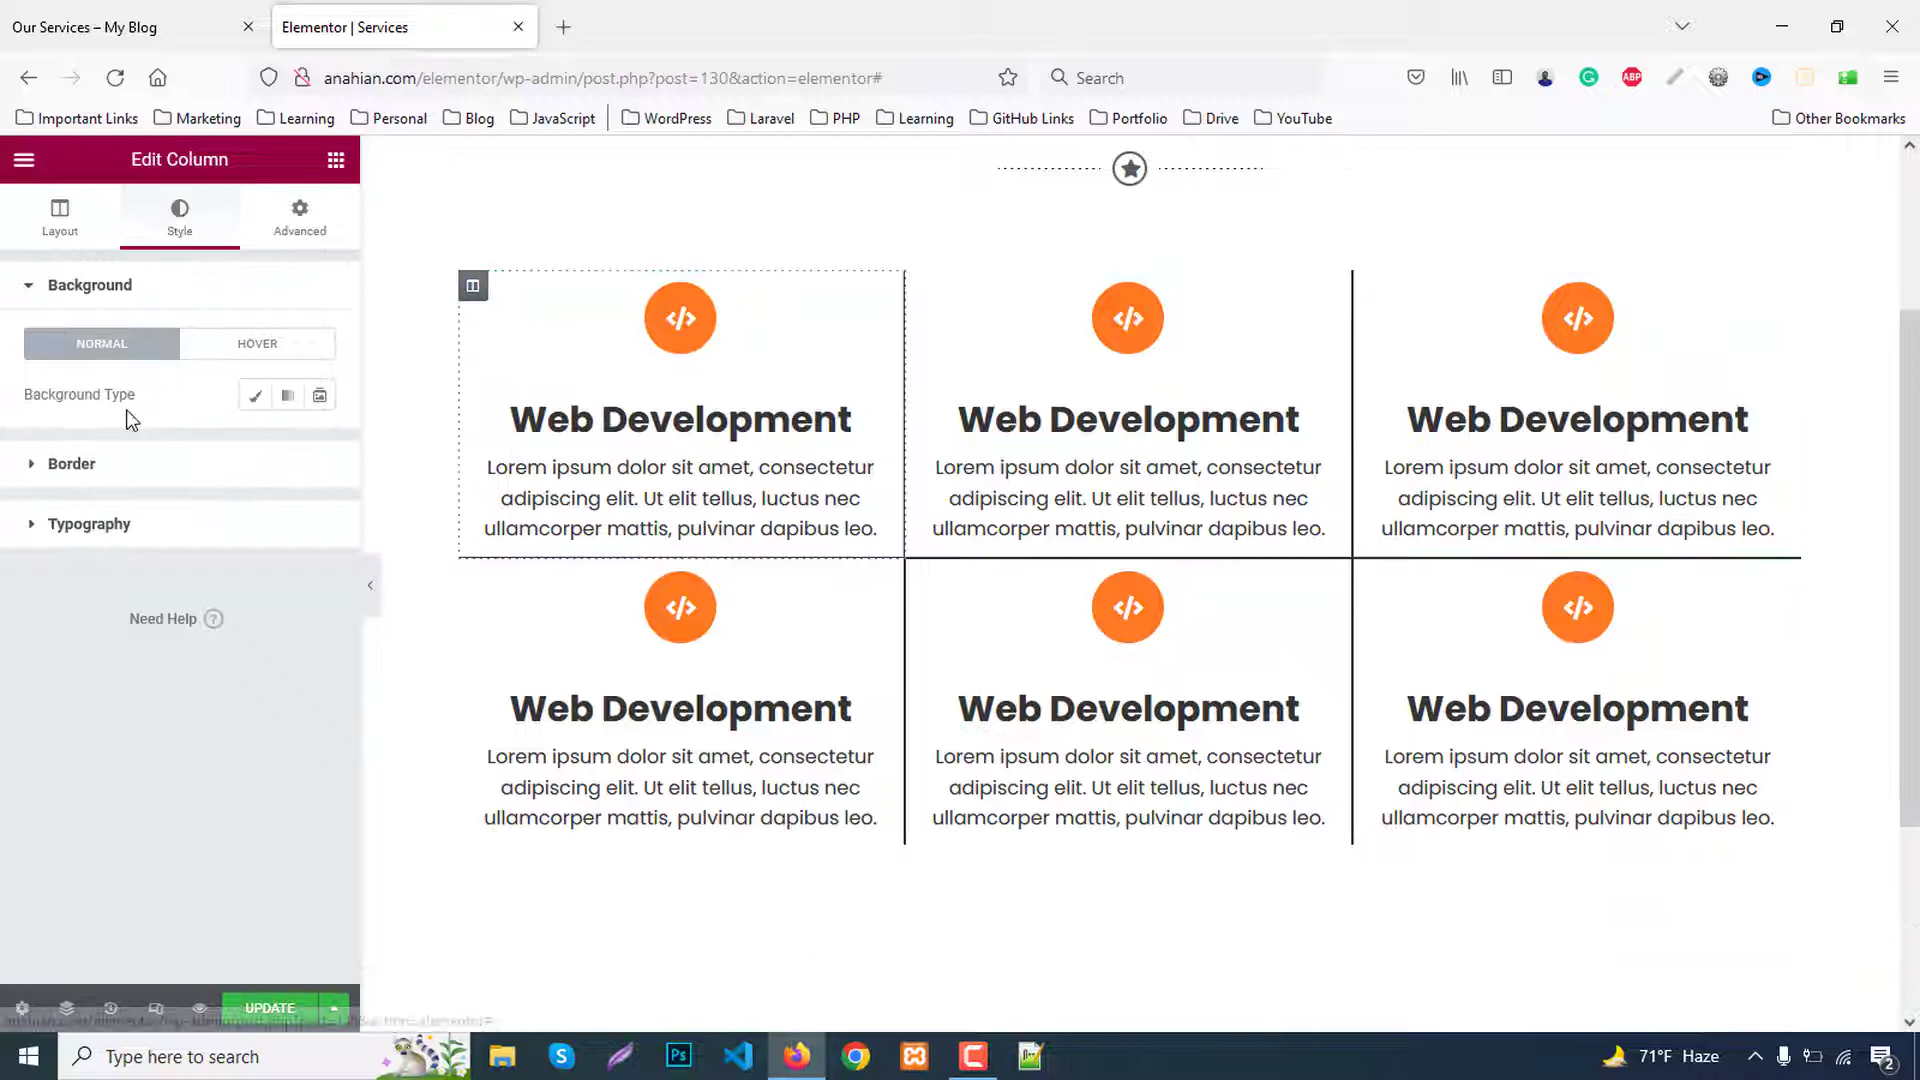 Our Services – My Blog
Elementor | Services
anahian.com/elementor/wp-admin/post.php?post=130&action=elementor#
Search
ABP
Important Links
Marketing
Learning
Personal
Blog
JavaScript
WordPress
Laravel
PHP
Learning
GitHub Links
Portfolio
Drive
YouTube
Other Bookmarks
Edit Column
Layout
Style
Advanced
Background
NORMAL
HOVER
Background Type
Border
Typography
Need Help ?
UPDATE
Web Development
Lorem ipsum dolor sit amet, consectetur
adipiscing elit. Ut elit tellus, luctus nec
ullamcorper mattis, pulvinar dapibus leo.
Web Development
Lorem ipsum dolor sit amet, consectetur
adipiscing elit. Ut elit tellus, luctus nec
ullamcorper mattis, pulvinar dapibus leo.
Web Development
Lorem ipsum dolor sit amet, consectetur
adipiscing elit. Ut elit tellus, luctus nec
ullamcorper mattis, pulvinar dapibus leo.
Web Development
Lorem ipsum dolor sit amet, consectetur
adipiscing elit. Ut elit tellus, luctus nec
ullamcorper mattis, pulvinar dapibus leo.
Web Development
Lorem ipsum dolor sit amet, consectetur
adipiscing elit. Ut elit tellus, luctus nec
ullamcorper mattis, pulvinar dapibus leo.
Web Development
Lorem ipsum dolor sit amet, consectetur
adipiscing elit. Ut elit tellus, luctus nec
ullamcorper mattis, pulvinar dapibus leo.
Type here to search
Ps
71°F Haze
2